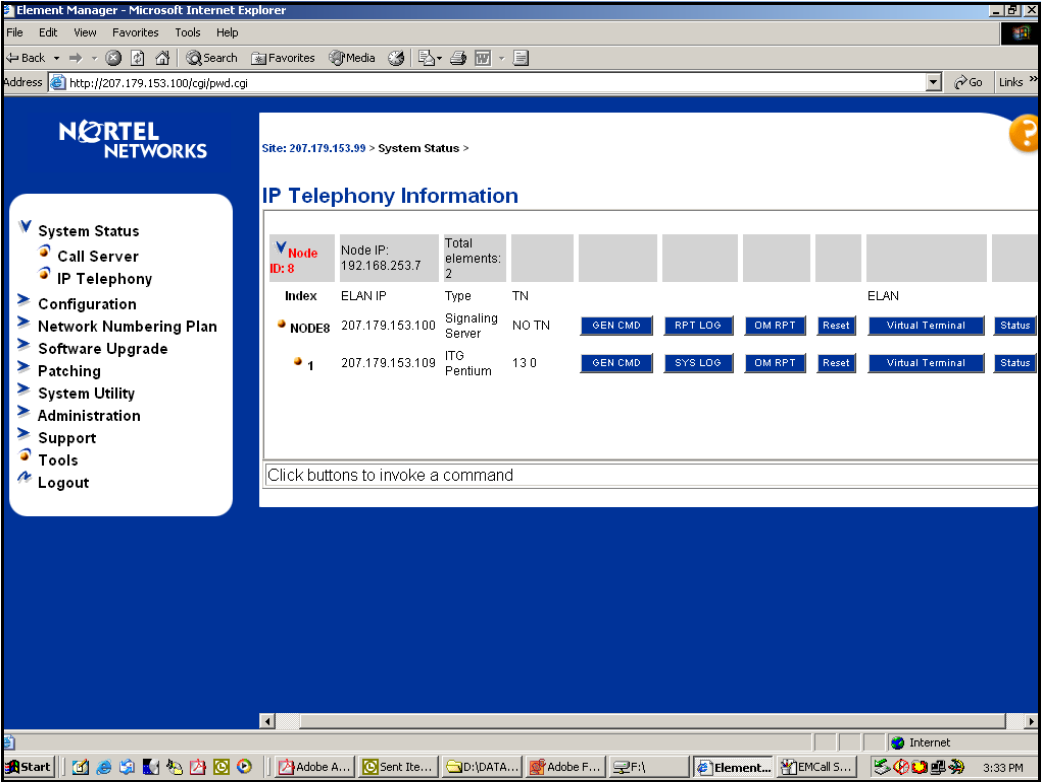 Element Manager - Microsoft Internet Explorer
File Edit View Favorites Tools Help
Back Search Favorites Media
Address http://207.179.153.100/cgi/pwd.cgi Go Links »
NORTEL
NETWORKS
Site: 207.179.153.99 > System Status >
?
IP Telephony Information
System Status
Call Server
IP Telephony
Configuration
Network Numbering Plan
Software Upgrade
Patching
System Utility
Administration
Support
Tools
Logout
Node ID: 8 Node IP: 192.168.253.7 Total elements: 2
Index ELAN IP Type TN ELAN
NODE8 207.179.153.100 Signaling Server NO TN GEN CMD RPT LOG OM RPT Reset Virtual Terminal Status
1 207.179.153.109 ITG Pentium 13 0 GEN CMD SYS LOG OM RPT Reset Virtual Terminal Status
Click buttons to invoke a command
Internet
Start Adobe A... Sent Ite... D:\DATA... Adobe F... F:\ Element... EMCall S... 3:33 PM